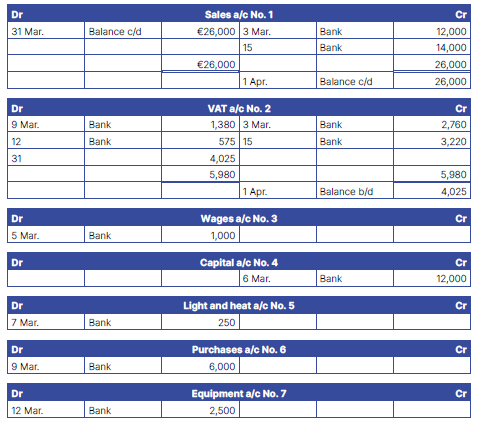 Dr Sales a/c No. 1 Cr
31 Mar. Balance c/d €26,000 3 Mar. Bank 12,000
15 Bank 14,000
€26,000 26,000
1 Apr. Balance c/d 26,000
Dr VAT a/c No. 2 Cr
9 Mar. Bank 1,380 3 Mar. Bank 2,760
12 Bank 575 15 Bank 3,220
31 4,025
5,980 5,980
1 Apr. Balance b/d 4,025
Dr Wages a/c No. 3 Cr
5 Mar. Bank 1,000
Dr Capital a/c No. 4 Cr
6 Mar. Bank 12,000
Dr Light and heat a/c No. 5 Cr
7 Mar. Bank 250
Dr Purchases a/c No. 6 Cr
9 Mar. Bank 6,000
Dr Equipment a/c No. 7 Cr
12 Mar. Bank 2,500